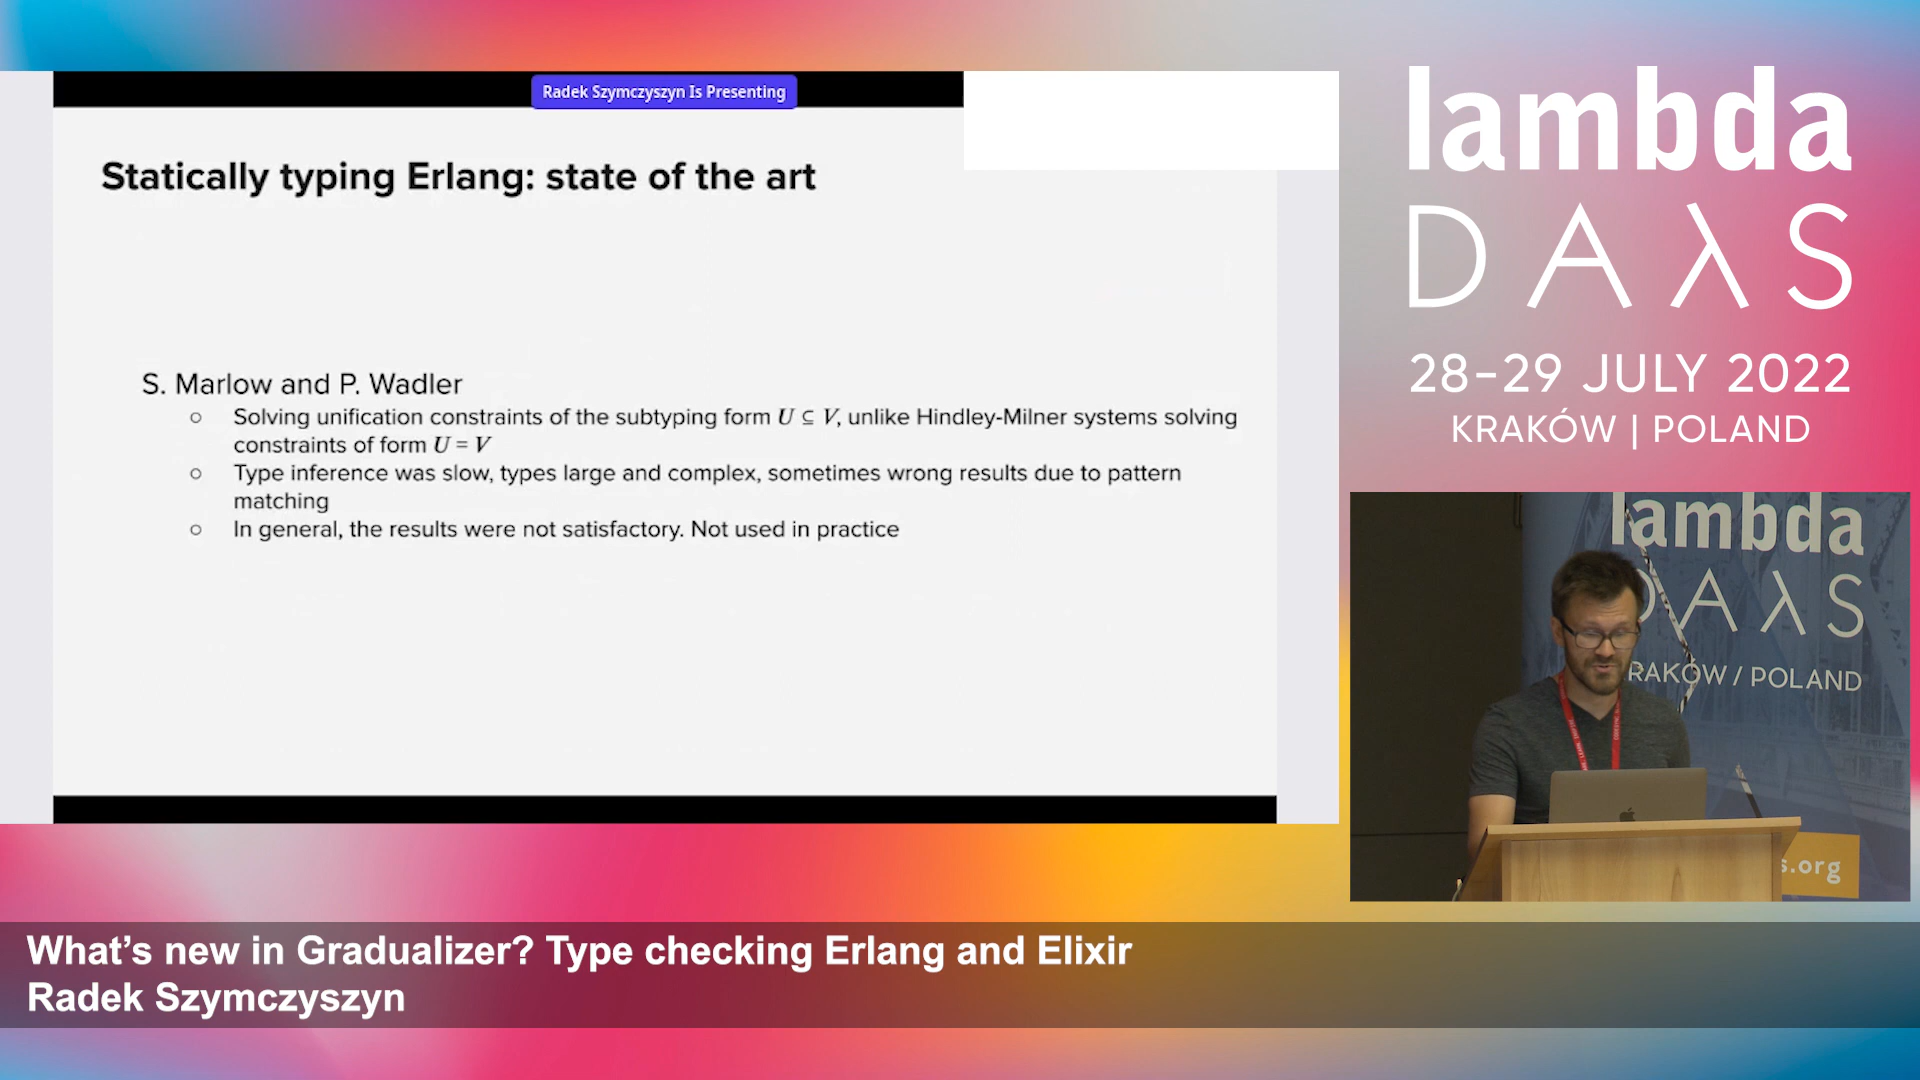 Radek Szymczyszyn Is Presenting
Statically typing Erlang: state of the art
S. Marlow and P. Wadler
Solving unification constraints of the subtyping form U ⊆ V, unlike Hindley-Milner systems solving
constraints of form U = V
Type inference was slow, types large and complex, sometimes wrong results due to pattern
matching
In general, the results were not satisfactory. Not used in practice
lambda
DAλS
28-29 JULY 2022
KRAKÓW | POLAND
lambda
DAλS
RAKÓW / POLAND
s.org
What's new in Gradualizer? Type checking Erlang and Elixir
Radek Szymczyszyn